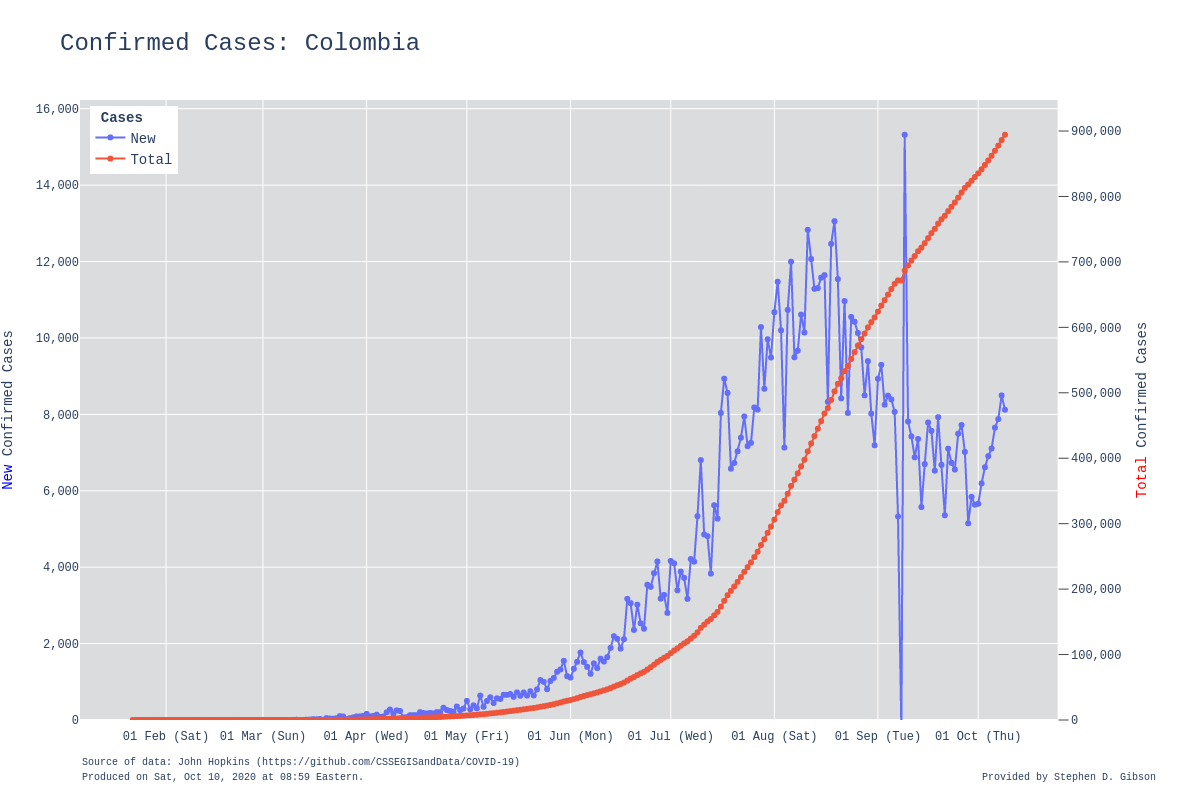 Confirmed Cases: Colombia
Cases
New
Total
16,000
14,000
12,000
10,000
8,000
6,000
4,000
2,000
0
900,000
800,000
700,000
600,000
500,000
400,000
300,000
200,000
100,000
0
New Confirmed Cases
Total Confirmed Cases
01 Feb (Sat)
01 Mar (Sun)
01 Apr (Wed)
01 May (Fri)
01 Jun (Mon)
01 Jul (Wed)
01 Aug (Sat)
01 Sep (Tue)
01 Oct (Thu)
Source of data: John Hopkins (https://github.com/CSSEGISandData/COVID-19)
Produced on Sat, Oct 10, 2020 at 08:59 Eastern.
Provided by Stephen D. Gibson